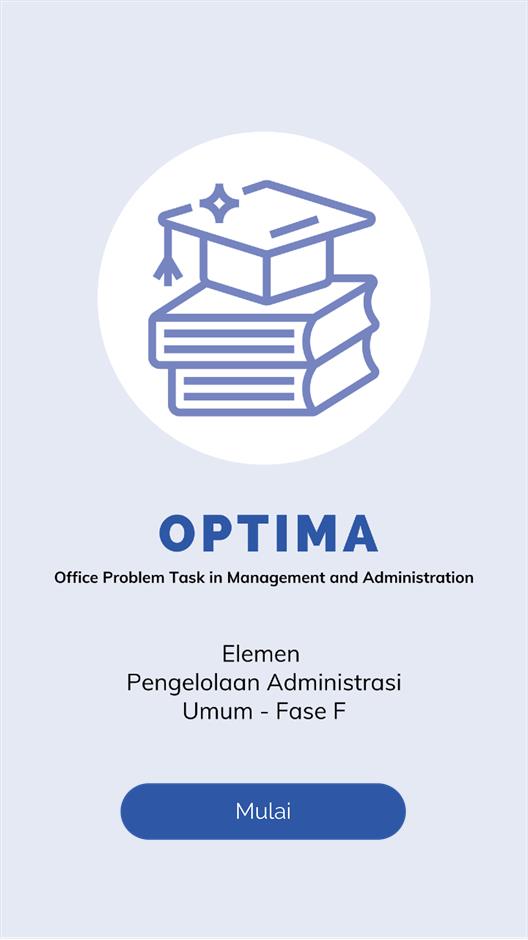 OPTIMA
Office Problem Task in Management and Administration
Elemen
Pengelolaan Administrasi
Umum - Fase F
Mulai